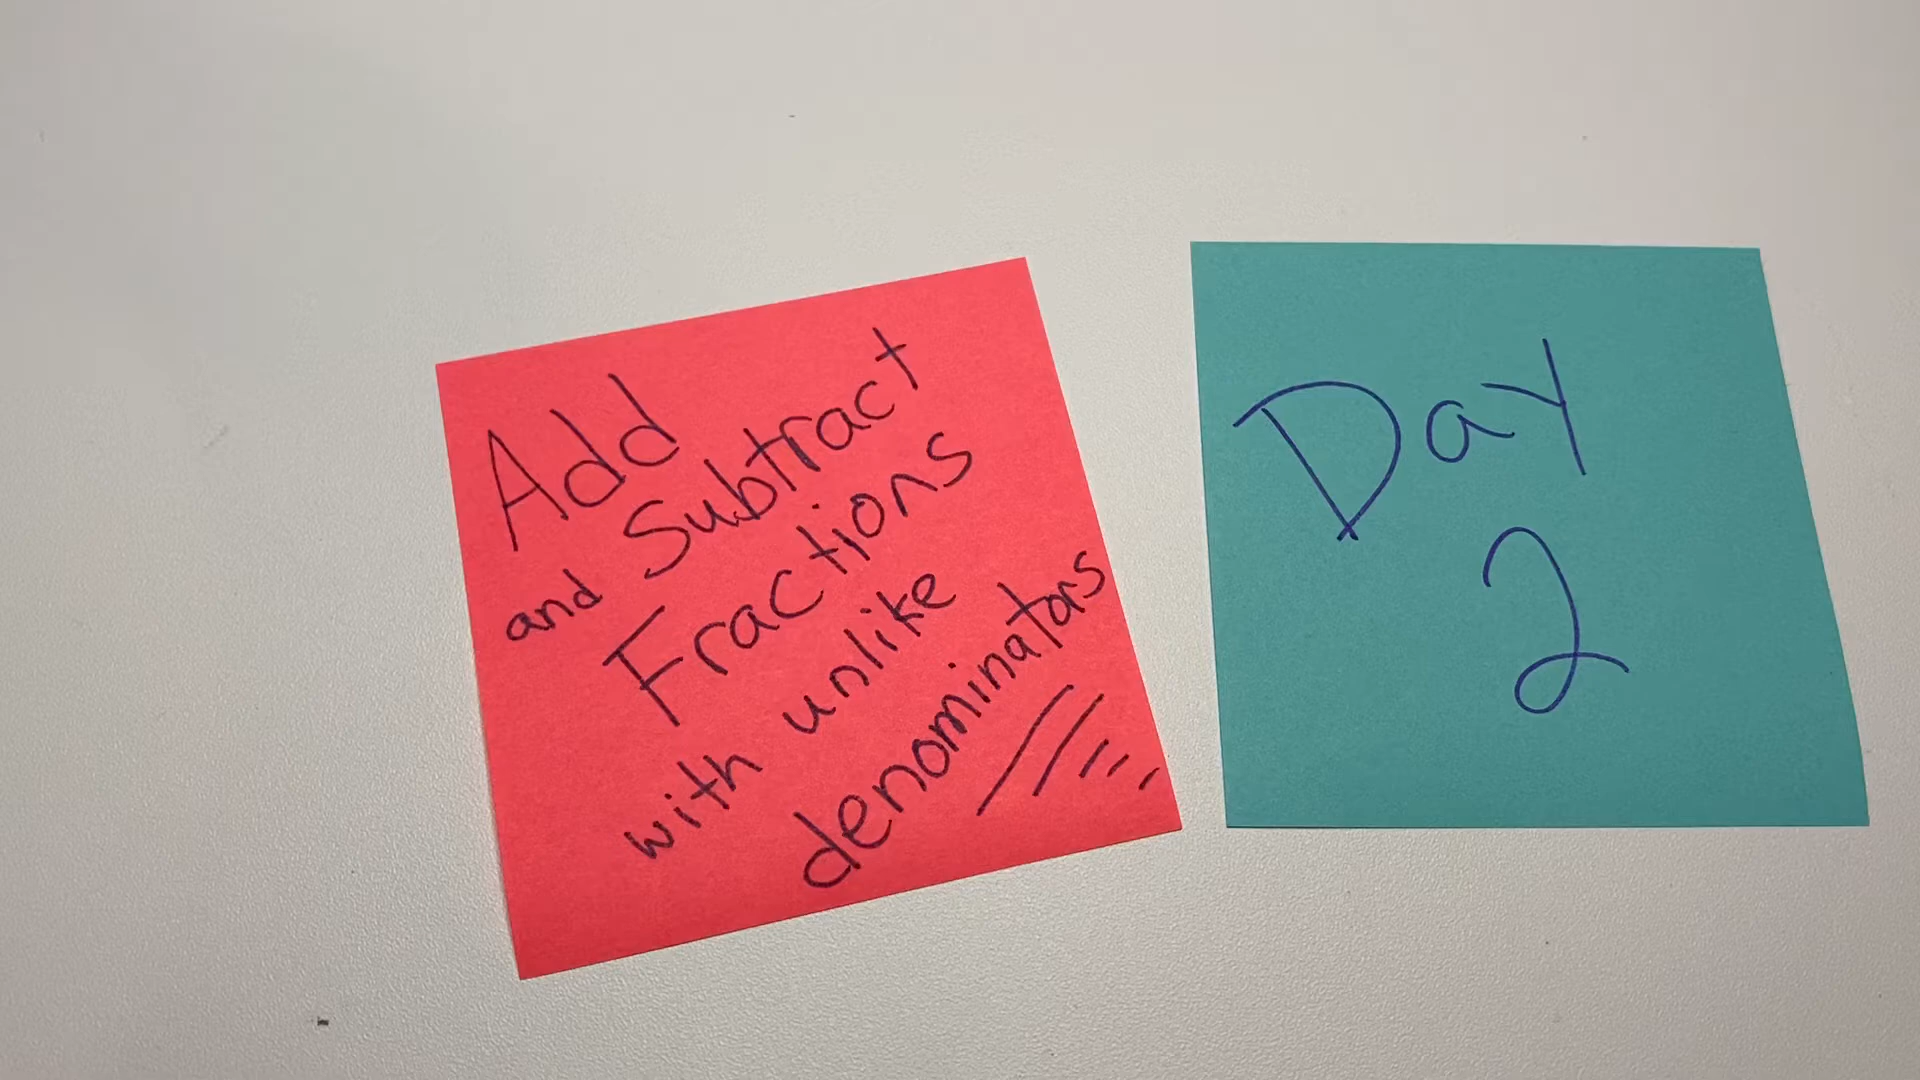 Add
and Subtract
Fractions
with unlike
denominators
Day
2